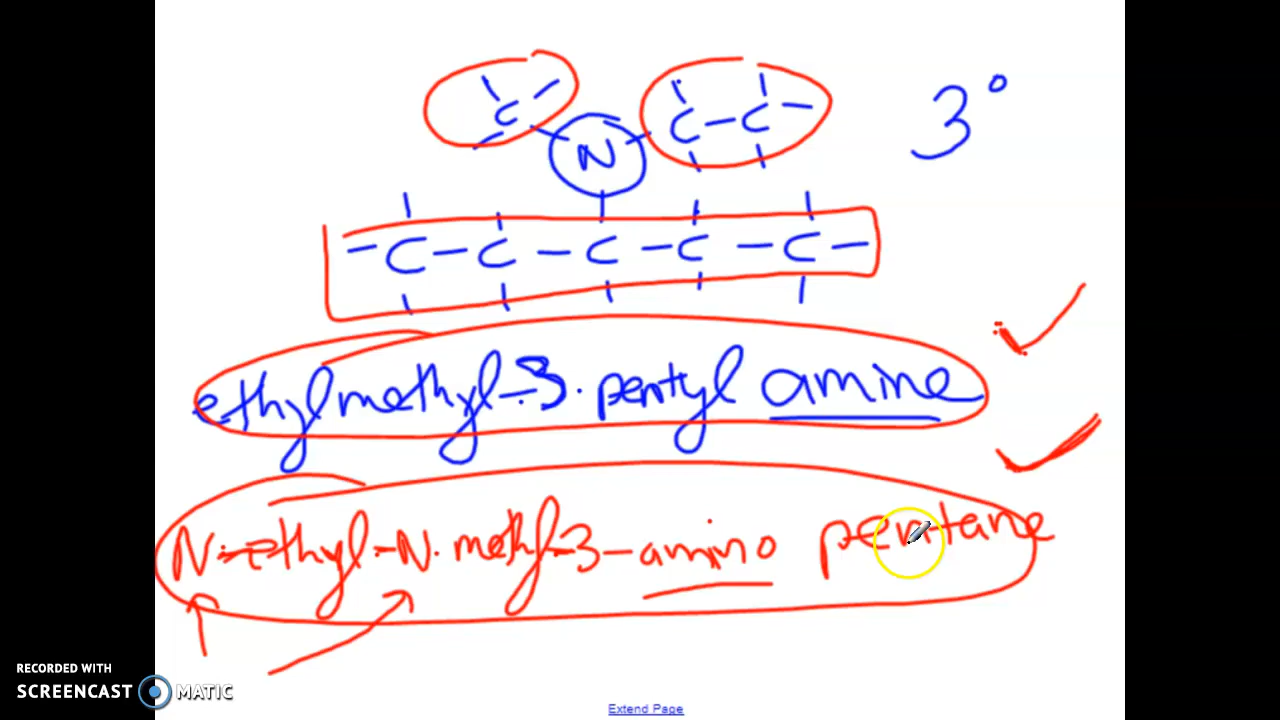 C N C-C 3°
-C-C-C-C-C-
ethylmethyl-3-pentyl amine
N-ethyl-N-methyl-3-amino pentane
RECORDED WITH
SCREENCAST MATIC
Extend Page